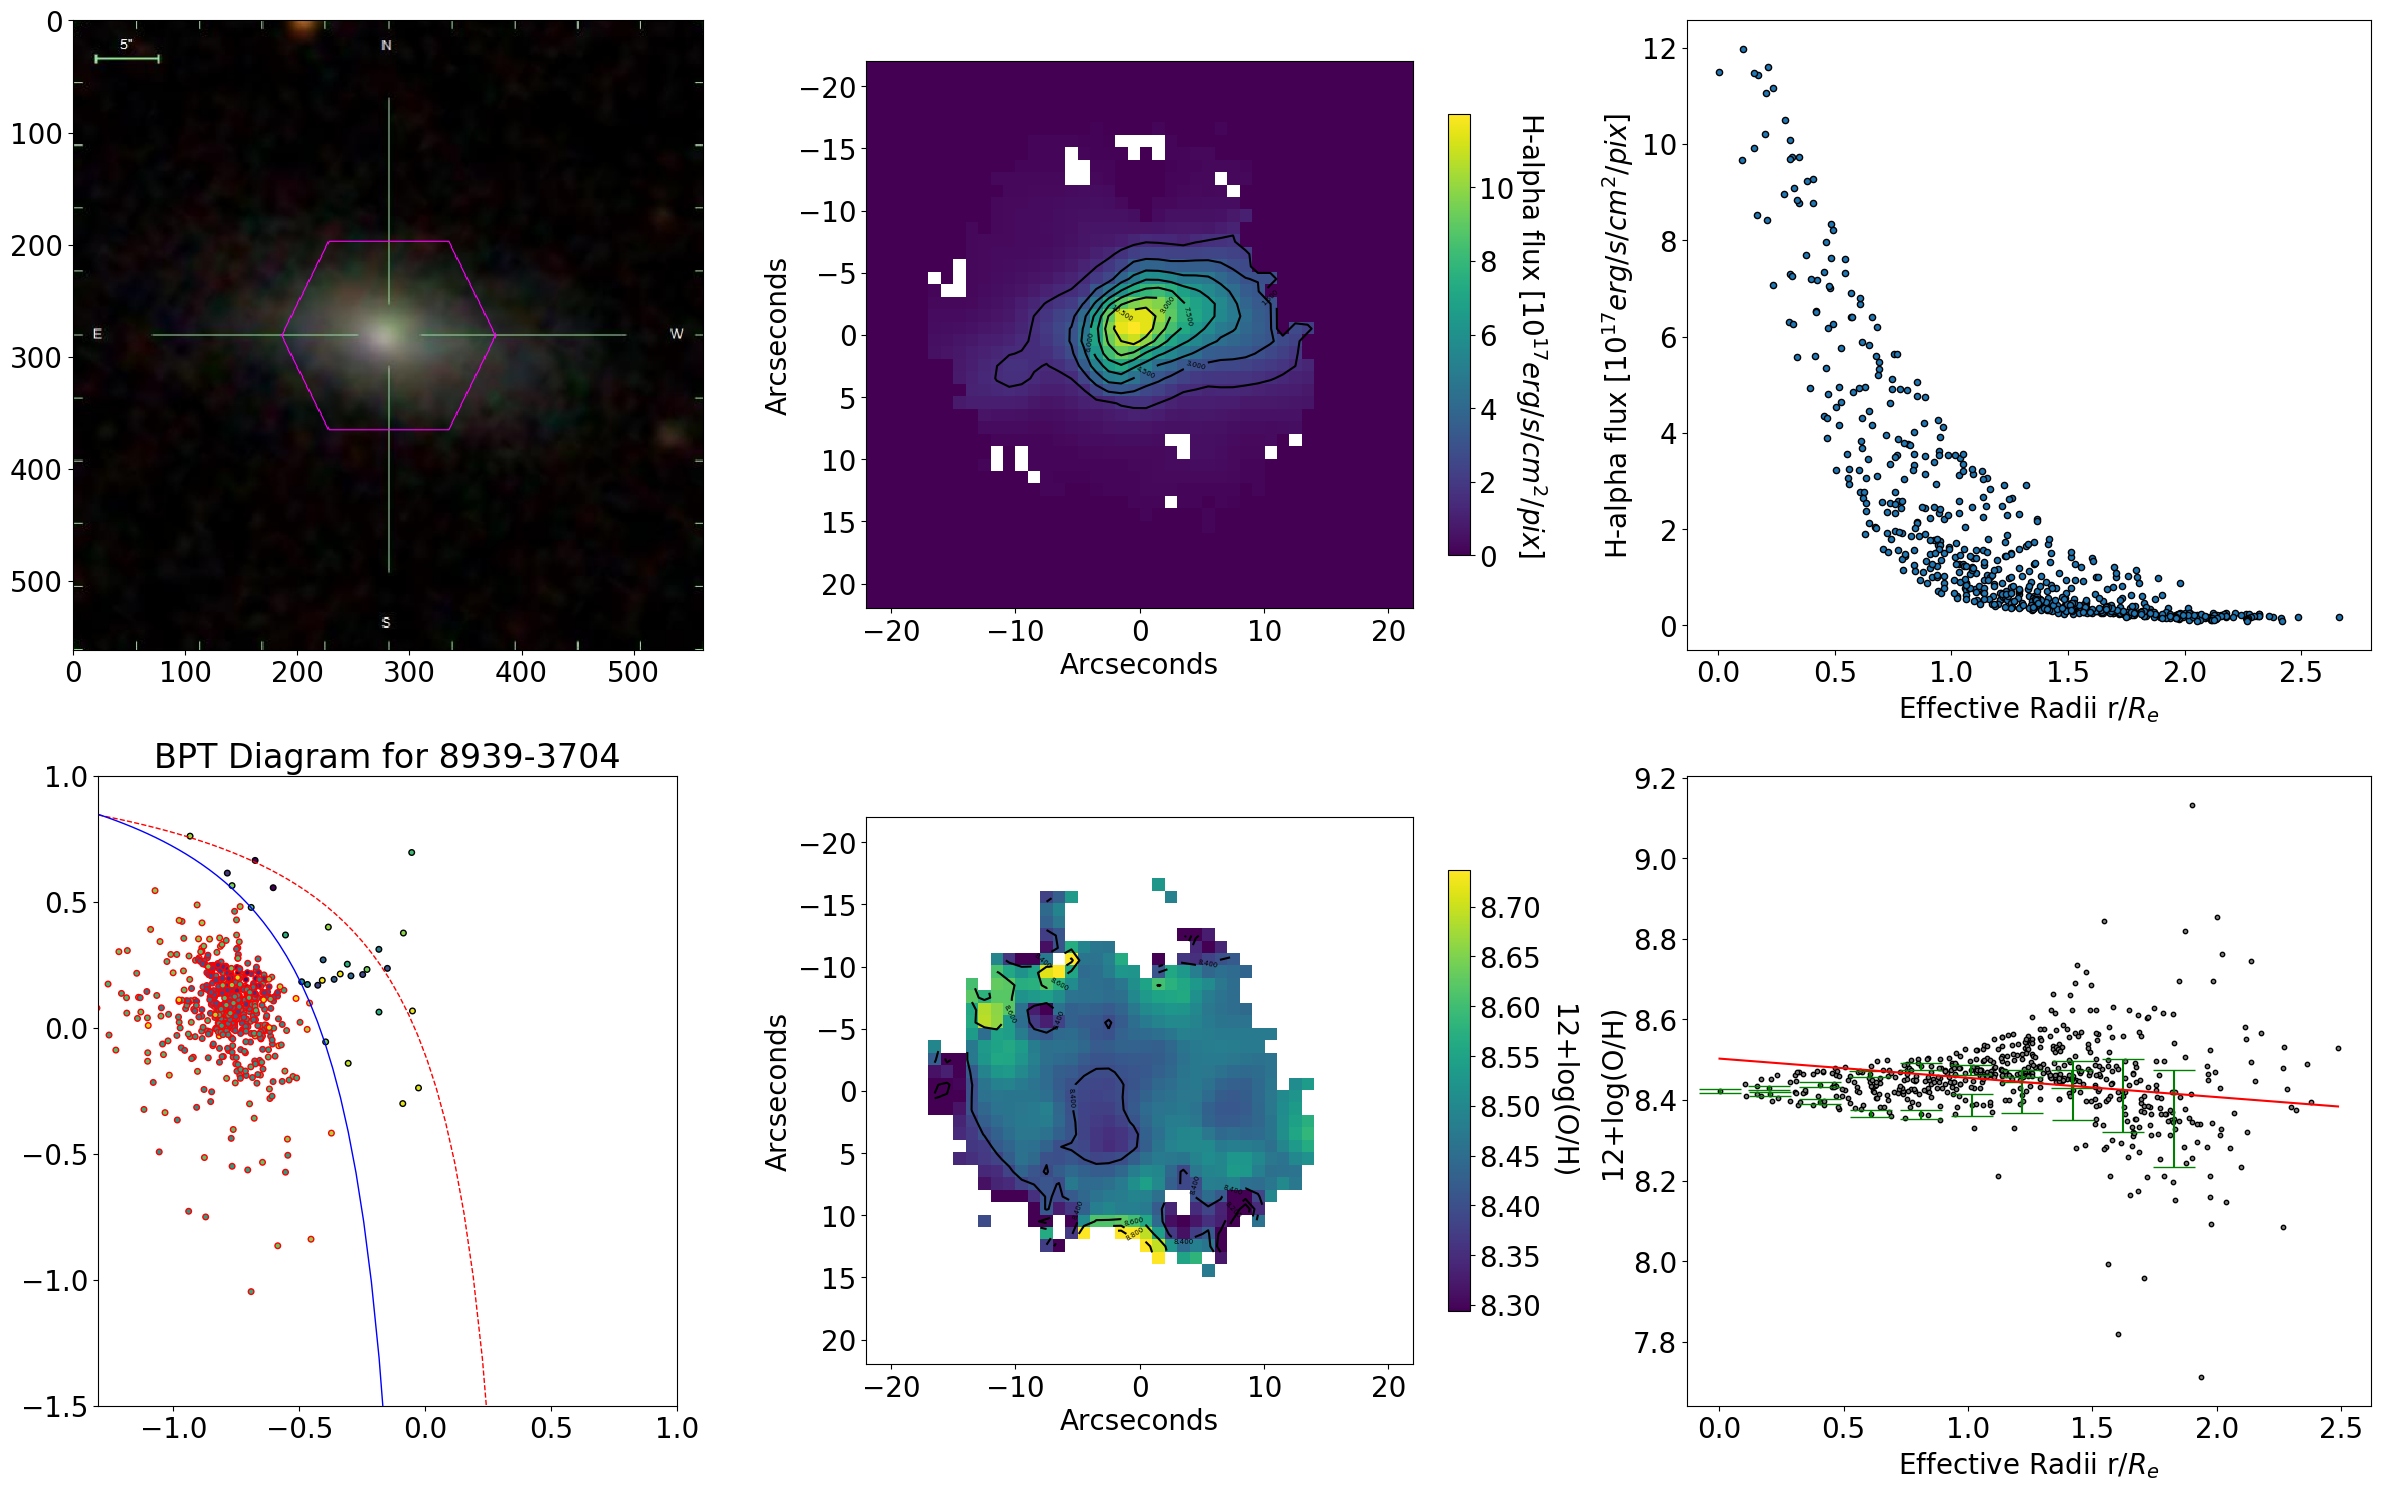 0
100
200
300
400
500
0 100 200 300 400 500
5"
N
E
W
S
−20
−15
−10
−5
0
5
10
15
20
−20 −10 0 10 20
Arcseconds
Arcseconds
10
8
6
4
2
0
H-alpha flux [10^{17}erg/s/cm^2/pix]
12
10
8
6
4
2
0
0.0 0.5 1.0 1.5 2.0 2.5
H-alpha flux [10^{17}erg/s/cm^2/pix]
Effective Radii r/R_e
BPT Diagram for 8939-3704
1.0
0.5
0.0
−0.5
−1.0
−1.5
−1.0 −0.5 0.0 0.5 1.0
−20
−15
−10
−5
0
5
10
15
20
−20 −10 0 10 20
Arcseconds
Arcseconds
8.70
8.65
8.60
8.55
8.50
8.45
8.40
8.35
8.30
12+log(O/H)
9.2
9.0
8.8
8.6
8.4
8.2
8.0
7.8
0.0 0.5 1.0 1.5 2.0 2.5
12+log(O/H)
Effective Radii r/R_e